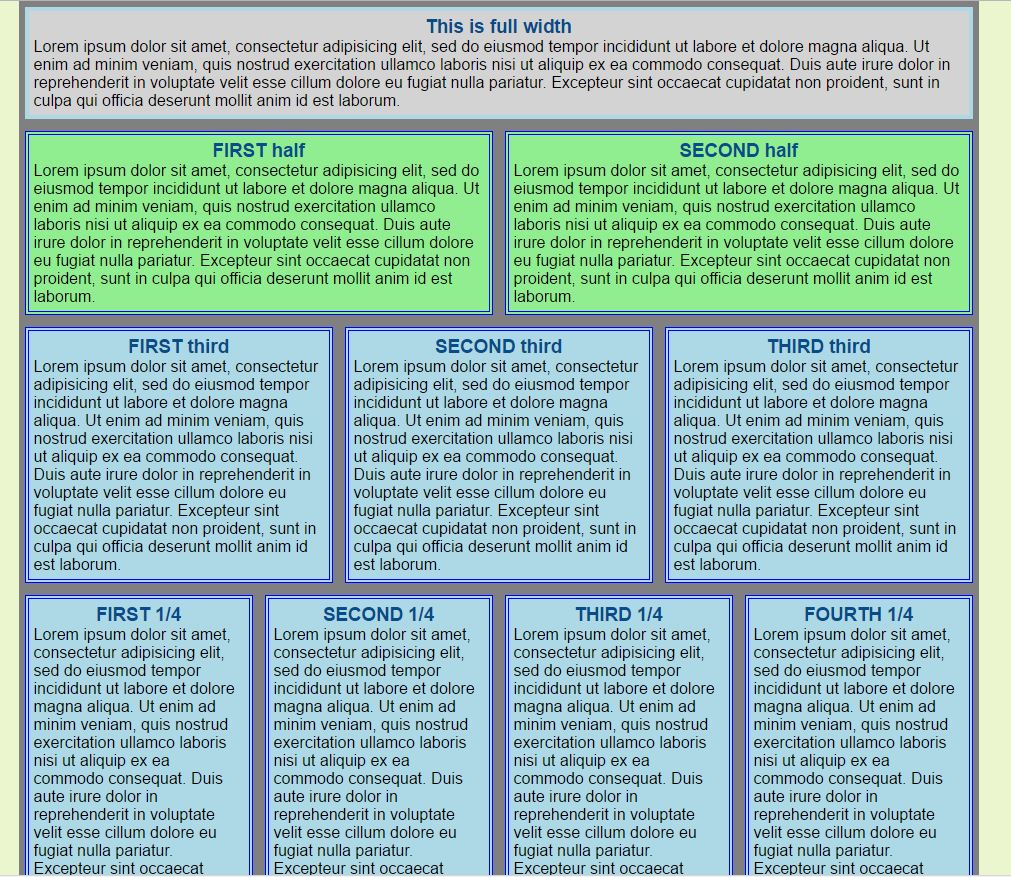 This is full width
Lorem ipsum dolor sit amet, consectetur adipisicing elit, sed do eiusmod tempor incididunt ut labore et dolore magna aliqua. Ut
enim ad minim veniam, quis nostrud exercitation ullamco laboris nisi ut aliquip ex ea commodo consequat. Duis aute irure dolor in
reprehenderit in voluptate velit esse cillum dolore eu fugiat nulla pariatur. Excepteur sint occaecat cupidatat non proident, sunt in
culpa qui officia deserunt mollit anim id est laborum.
FIRST half
Lorem ipsum dolor sit amet, consectetur adipisicing elit, sed do
eiusmod tempor incididunt ut labore et dolore magna aliqua. Ut
enim ad minim veniam, quis nostrud exercitation ullamco
laboris nisi ut aliquip ex ea commodo consequat. Duis aute
irure dolor in reprehenderit in voluptate velit esse cillum dolore
eu fugiat nulla pariatur. Excepteur sint occaecat cupidatat non
proident, sunt in culpa qui officia deserunt mollit anim id est
laborum.
SECOND half
Lorem ipsum dolor sit amet, consectetur adipisicing elit, sed do
eiusmod tempor incididunt ut labore et dolore magna aliqua. Ut
enim ad minim veniam, quis nostrud exercitation ullamco
laboris nisi ut aliquip ex ea commodo consequat. Duis aute
irure dolor in reprehenderit in voluptate velit esse cillum dolore
eu fugiat nulla pariatur. Excepteur sint occaecat cupidatat non
proident, sunt in culpa qui officia deserunt mollit anim id est
laborum.
FIRST third
Lorem ipsum dolor sit amet, consectetur
adipisicing elit, sed do eiusmod tempor
incididunt ut labore et dolore magna
aliqua. Ut enim ad minim veniam, quis
nostrud exercitation ullamco laboris nisi
ut aliquip ex ea commodo consequat.
Duis aute irure dolor in reprehenderit in
voluptate velit esse cillum dolore eu
fugiat nulla pariatur. Excepteur sint
occaecat cupidatat non proident, sunt in
culpa qui officia deserunt mollit anim id
est laborum.
SECOND third
Lorem ipsum dolor sit amet, consectetur
adipisicing elit, sed do eiusmod tempor
incididunt ut labore et dolore magna
aliqua. Ut enim ad minim veniam, quis
nostrud exercitation ullamco laboris nisi
ut aliquip ex ea commodo consequat.
Duis aute irure dolor in reprehenderit in
voluptate velit esse cillum dolore eu
fugiat nulla pariatur. Excepteur sint
occaecat cupidatat non proident, sunt in
culpa qui officia deserunt mollit anim id
est laborum.
THIRD third
Lorem ipsum dolor sit amet, consectetur
adipisicing elit, sed do eiusmod tempor
incididunt ut labore et dolore magna
aliqua. Ut enim ad minim veniam, quis
nostrud exercitation ullamco laboris nisi
ut aliquip ex ea commodo consequat.
Duis aute irure dolor in reprehenderit in
voluptate velit esse cillum dolore eu
fugiat nulla pariatur. Excepteur sint
occaecat cupidatat non proident, sunt in
culpa qui officia deserunt mollit anim id
est laborum.
FIRST 1/4
Lorem ipsum dolor sit amet,
consectetur adipisicing elit,
sed do eiusmod tempor
incididunt ut labore et dolore
magna aliqua. Ut enim ad
minim veniam, quis nostrud
exercitation ullamco laboris
nisi ut aliquip ex ea
commodo consequat. Duis
aute irure dolor in
reprehenderit in voluptate
velit esse cillum dolore eu
fugiat nulla pariatur.
Excepteur sint occaecat
SECOND 1/4
Lorem ipsum dolor sit amet,
consectetur adipisicing elit,
sed do eiusmod tempor
incididunt ut labore et dolore
magna aliqua. Ut enim ad
minim veniam, quis nostrud
exercitation ullamco laboris
nisi ut aliquip ex ea
commodo consequat. Duis
aute irure dolor in
reprehenderit in voluptate
velit esse cillum dolore eu
fugiat nulla pariatur.
Excepteur sint occaecat
THIRD 1/4
Lorem ipsum dolor sit amet,
consectetur adipisicing elit,
sed do eiusmod tempor
incididunt ut labore et dolore
magna aliqua. Ut enim ad
minim veniam, quis nostrud
exercitation ullamco laboris
nisi ut aliquip ex ea
commodo consequat. Duis
aute irure dolor in
reprehenderit in voluptate
velit esse cillum dolore eu
fugiat nulla pariatur.
Excepteur sint occaecat
FOURTH 1/4
Lorem ipsum dolor sit amet,
consectetur adipisicing elit,
sed do eiusmod tempor
incididunt ut labore et dolore
magna aliqua. Ut enim ad
minim veniam, quis nostrud
exercitation ullamco laboris
nisi ut aliquip ex ea
commodo consequat. Duis
aute irure dolor in
reprehenderit in voluptate
velit esse cillum dolore eu
fugiat nulla pariatur.
Excepteur sint occaecat